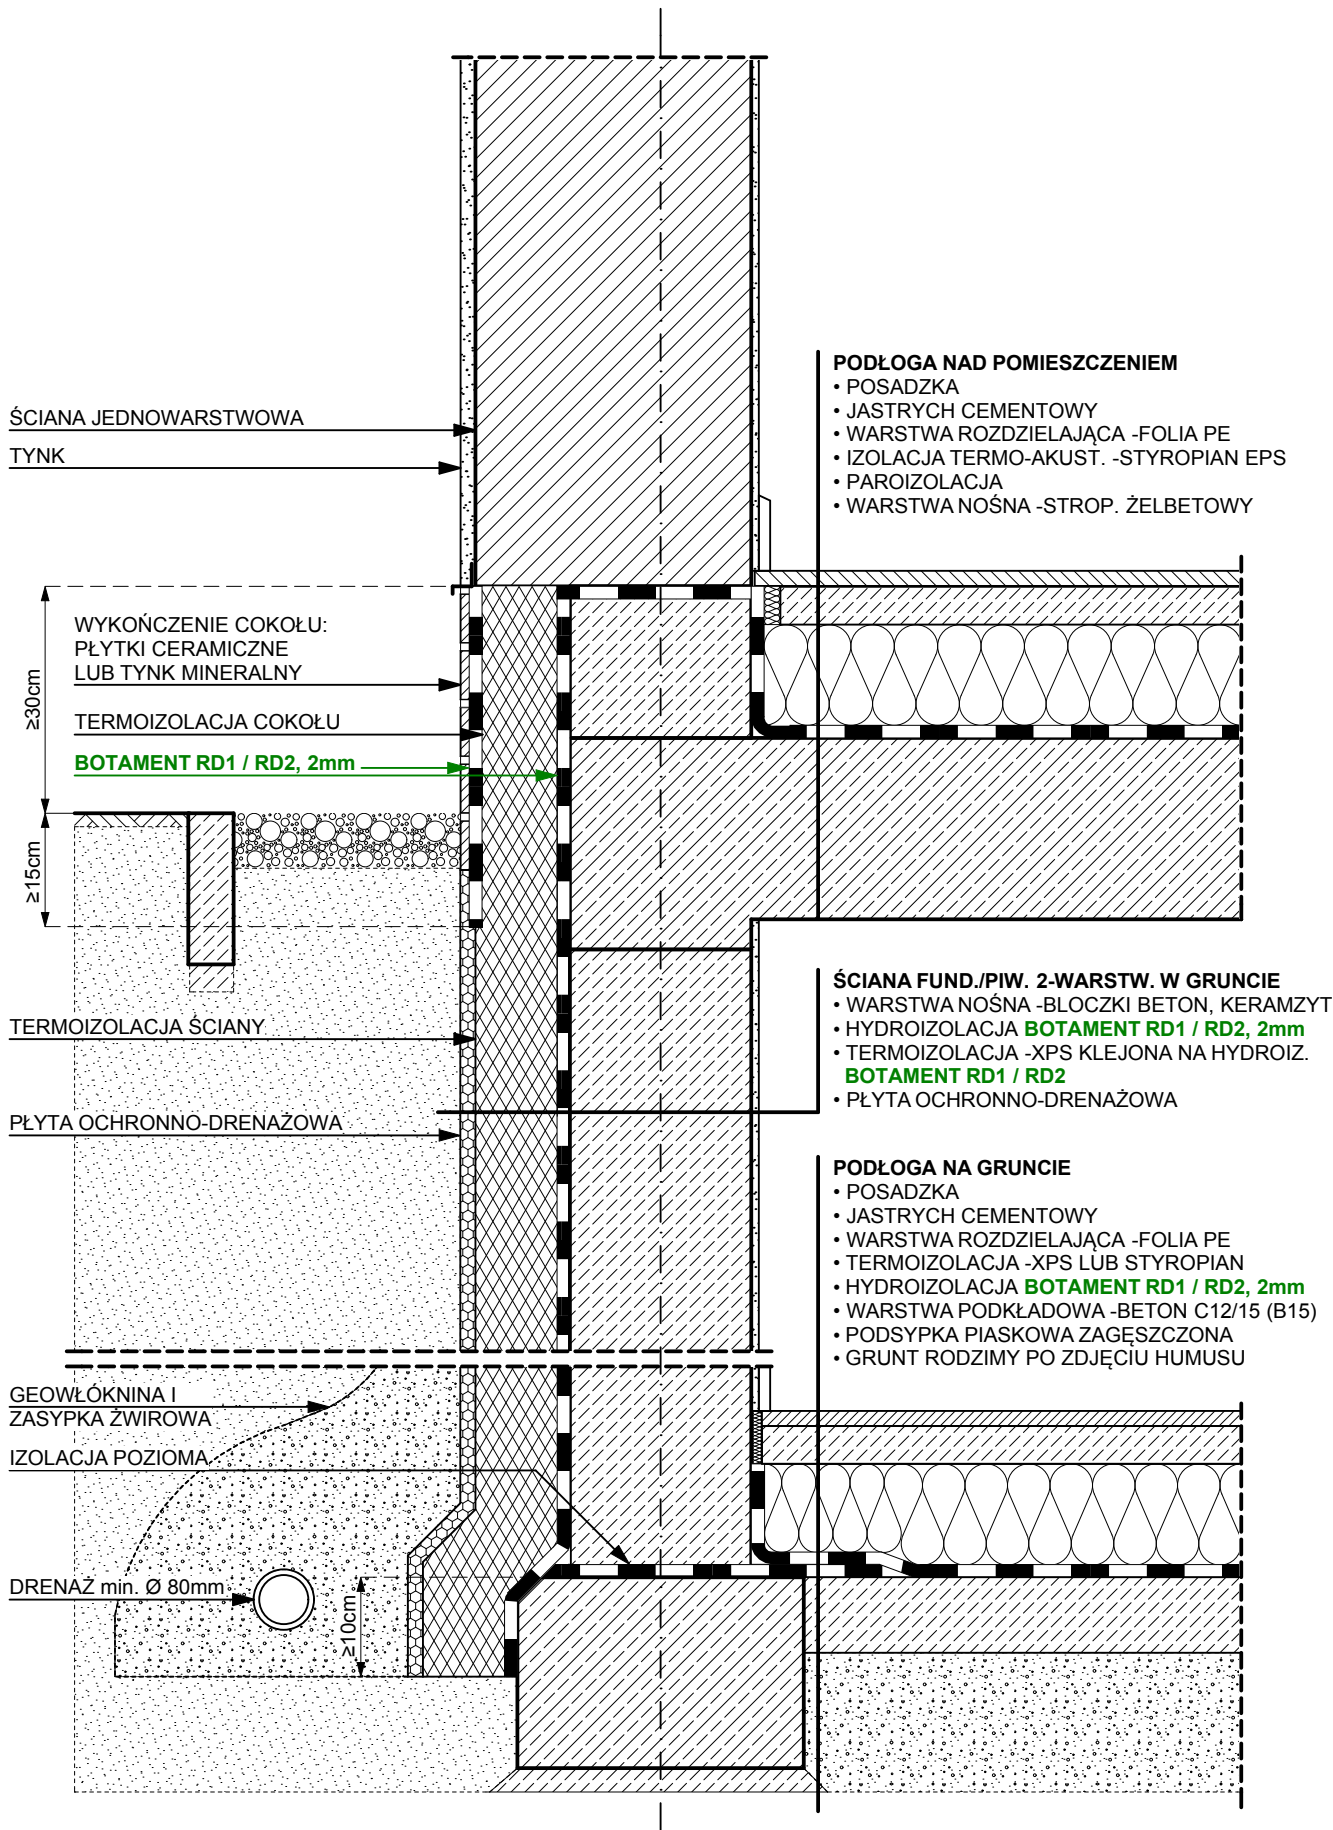 PODŁOGA NAD POMIESZCZENIEM
• POSADZKA
• JASTRYCH CEMENTOWY
• WARSTWA ROZDZIELAJĄCA -FOLIA PE
• IZOLACJA TERMO-AKUST. -STYROPIAN EPS
• PAROIZOLACJA
• WARSTWA NOŚNA -STROP. ŻELBETOWY
ŚCIANA JEDNOWARSTWOWA
TYNK
WYKOŃCZENIE COKOŁU:
PŁYTKI CERAMICZNE
LUB TYNK MINERALNY
≥30cm
TERMOIZOLACJA COKOŁU
BOTAMENT RD1 / RD2, 2mm
≥15cm
ŚCIANA FUND./PIW. 2-WARSTW. W GRUNCIE
• WARSTWA NOŚNA -BLOCZKI BETON, KERAMZYT
• HYDROIZOLACJA BOTAMENT RD1 / RD2, 2mm
• TERMOIZOLACJA -XPS KLEJONA NA HYDROIZ.
BOTAMENT RD1 / RD2
• PŁYTA OCHRONNO-DRENAŻOWA
TERMOIZOLACJA ŚCIANY
PŁYTA OCHRONNO-DRENAŻOWA
PODŁOGA NA GRUNCIE
• POSADZKA
• JASTRYCH CEMENTOWY
• WARSTWA ROZDZIELAJĄCA -FOLIA PE
• TERMOIZOLACJA -XPS LUB STYROPIAN
• HYDROIZOLACJA BOTAMENT RD1 / RD2, 2mm
• WARSTWA PODKŁADOWA -BETON C12/15 (B15)
• PODSYPKA PIASKOWA ZAGĘSZCZONA
• GRUNT RODZIMY PO ZDJĘCIU HUMUSU
GEOWŁÓKNINA I
ZASYPKA ŻWIROWA
IZOLACJA POZIOMA
DRENAŻ min. Ø 80mm
≥10cm